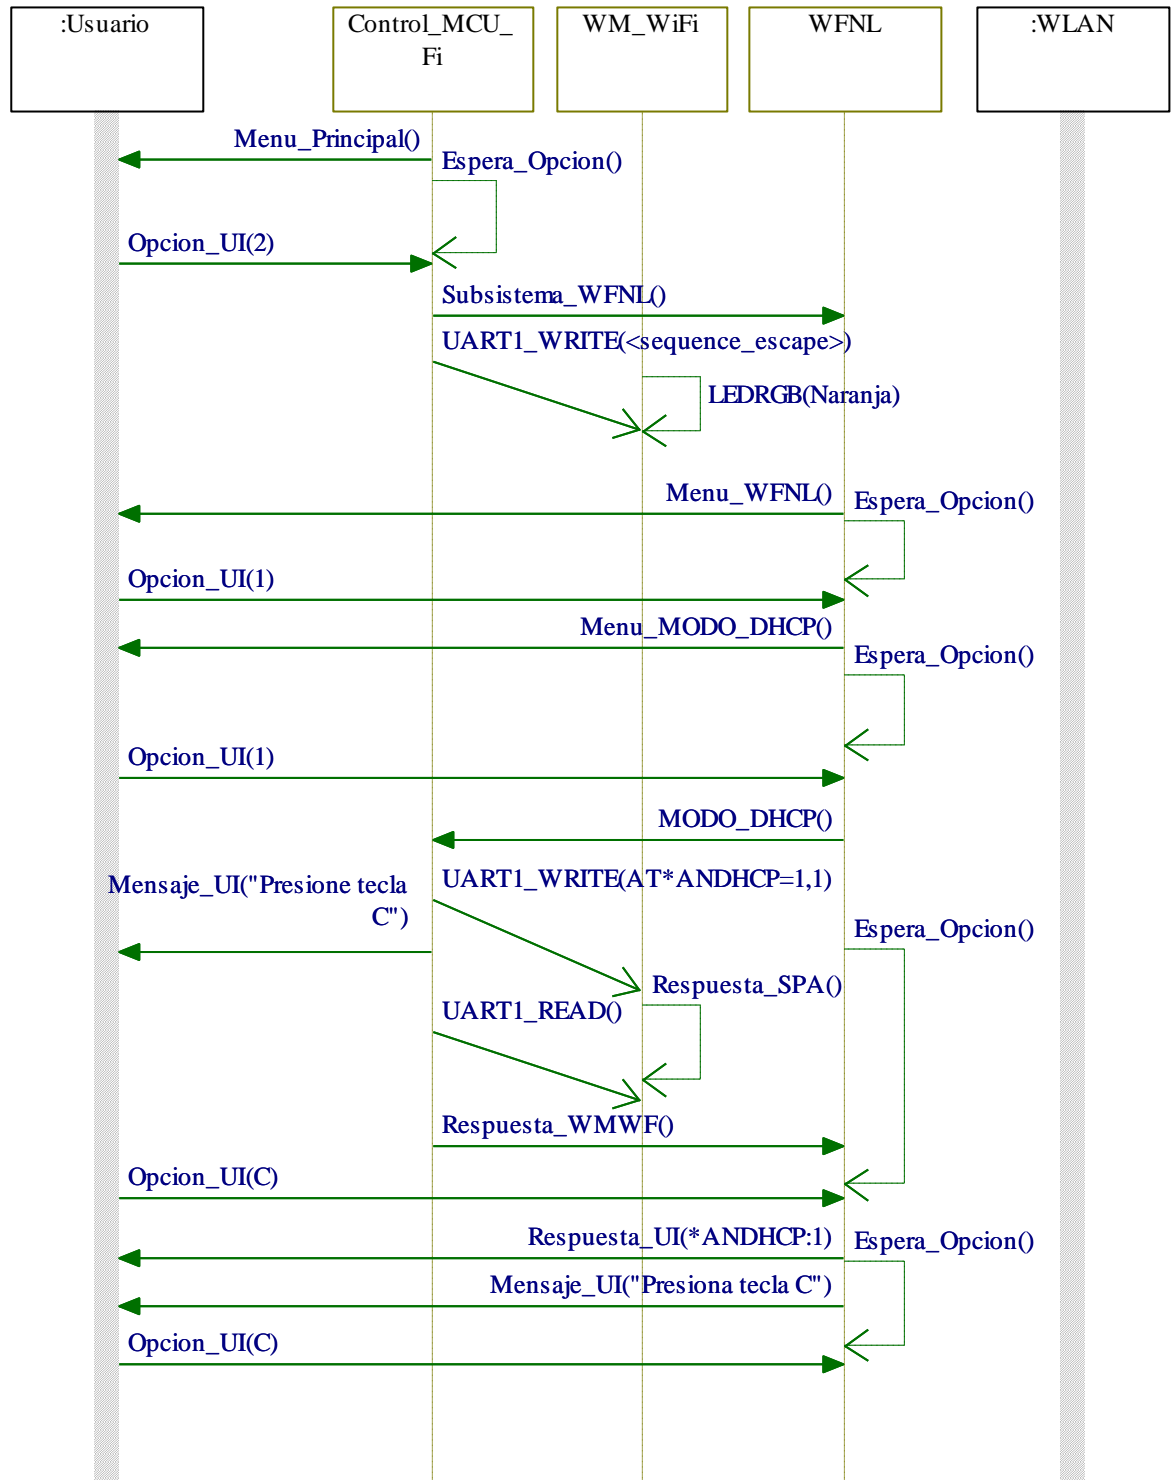 :Usuario
Control_MCU_
Fi
WM_WiFi
WFNL
:WLAN
Menu_Principal()
Espera_Opcion()
Opcion_UI(2)
Subsistema_WFNL()
UART1_WRITE(<sequence_escape>)
LEDRGB(Naranja)
Menu_WFNL()
Espera_Opcion()
Opcion_UI(1)
Menu_MODO_DHCP()
Espera_Opcion()
Opcion_UI(1)
MODO_DHCP()
Mensaje_UI("Presione tecla
C")
UART1_WRITE(AT*ANDHCP=1,1)
Espera_Opcion()
Respuesta_SPA()
UART1_READ()
Respuesta_WMWF()
Opcion_UI(C)
Respuesta_UI(*ANDHCP:1)
Espera_Opcion()
Mensaje_UI("Presiona tecla C")
Opcion_UI(C)